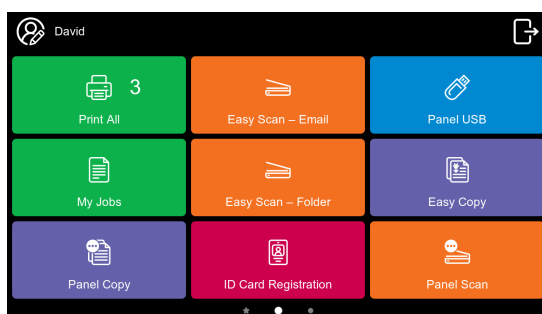 David
3
Print All
Easy Scan – Email
Panel USB
My Jobs
Easy Scan – Folder
Easy Copy
Panel Copy
ID Card Registration
Panel Scan